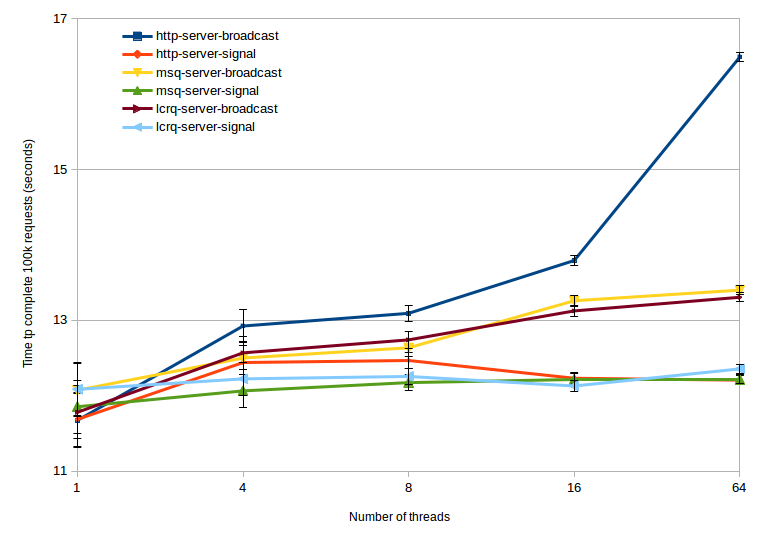 17
http-server-broadcast
http-server-signal
msq-server-broadcast
msq-server-signal
lcrq-server-broadcast
lcrq-server-signal
15
Time tp complete 100k requests (seconds)
13
11
1 4 8 16 64
Number of threads